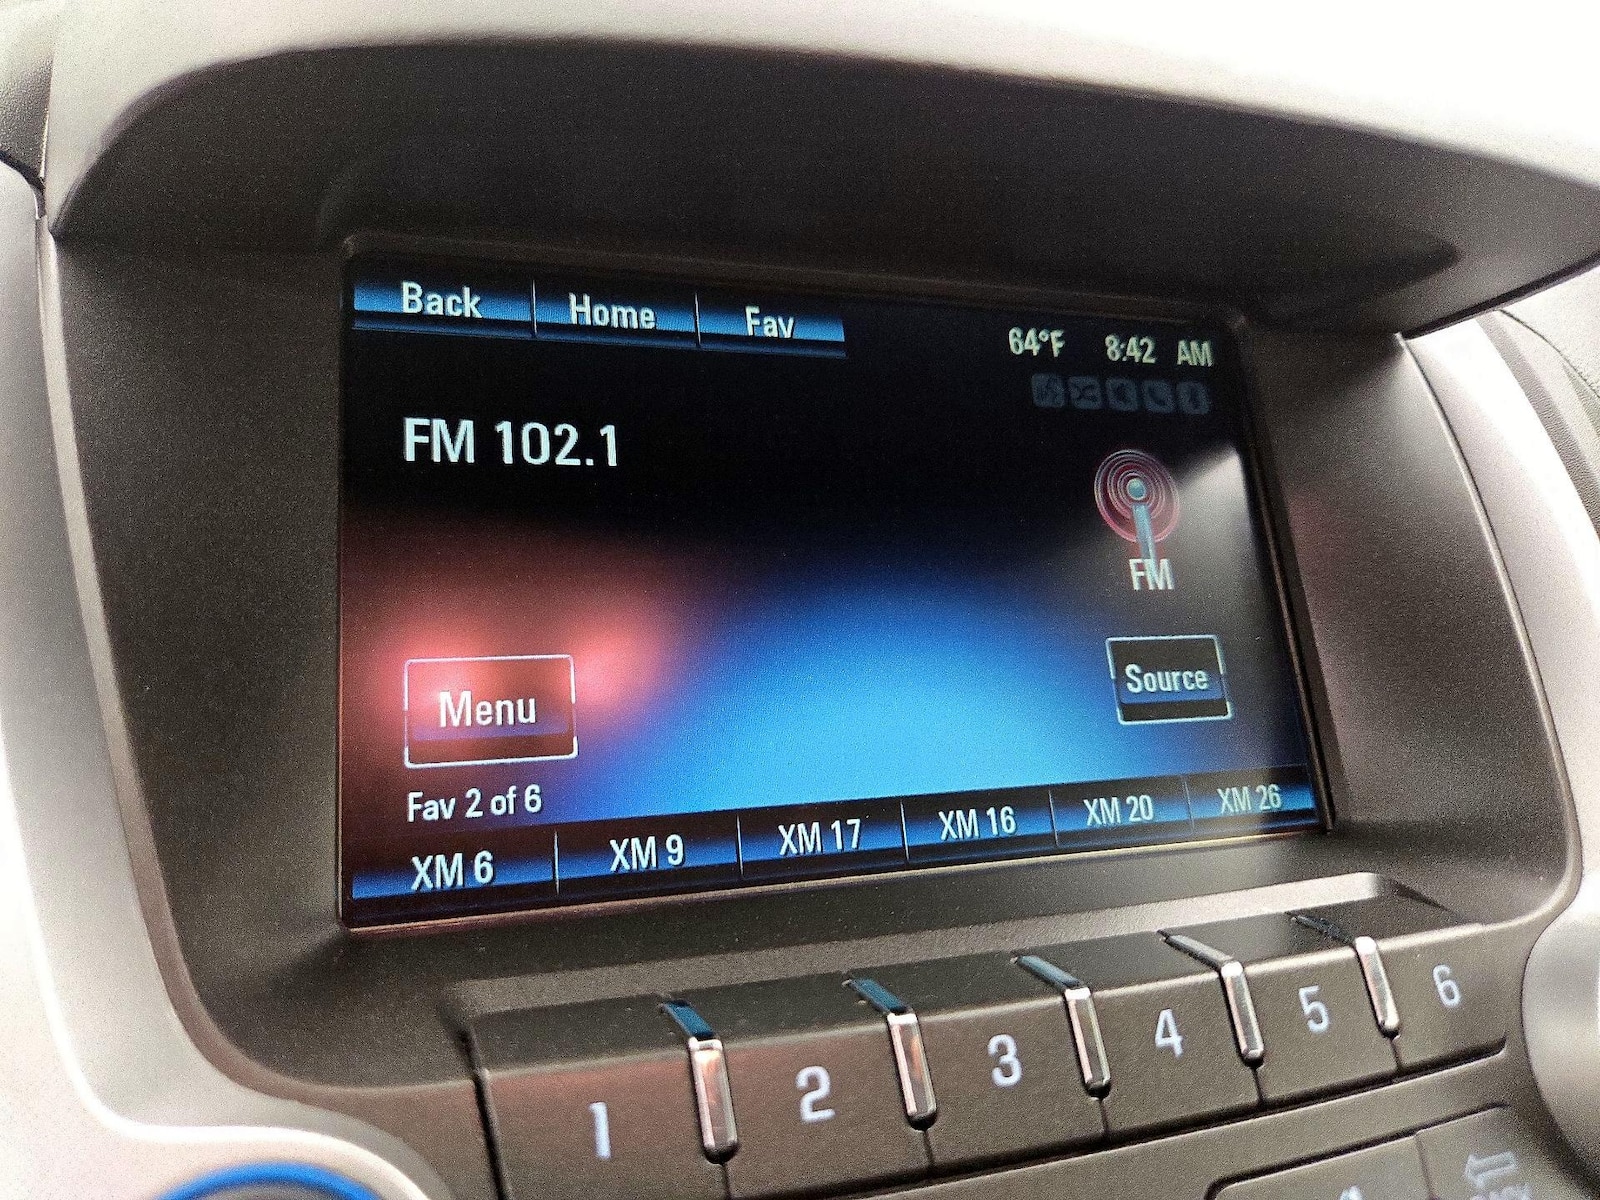 Back Home Fav
64°F 8:42 AM
FM 102.1
FM
Menu
Source
Fav 2 of 6
XM 6 XM 9 XM 17 XM 16 XM 20 XM 26
1 2 3 4 5 6